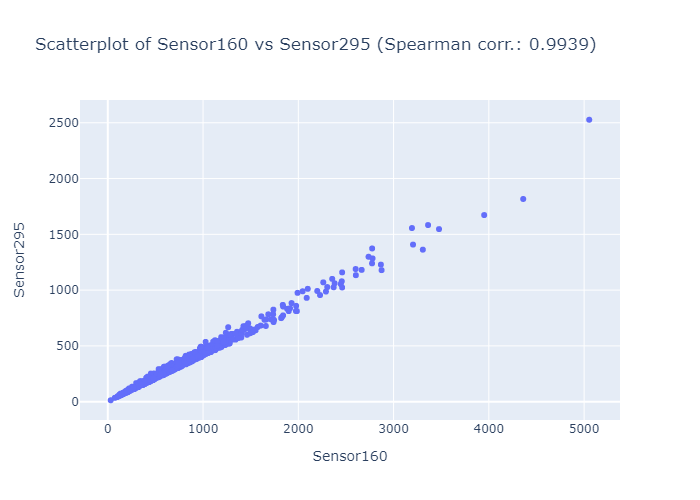 Scatterplot of Sensor160 vs Sensor295 (Spearman corr.: 0.9939)
2500
2000
1500
1000
500
0
Sensor295
0 1000 2000 3000 4000 5000
Sensor160